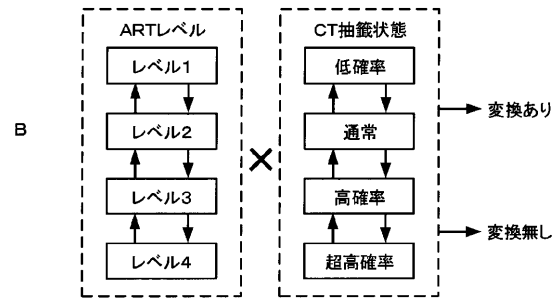 B
ARTレベル
レベル1
レベル2
レベル3
レベル4
×
CT抽籤状態
低確率
通常
高確率
超高確率
変換あり
変換無し